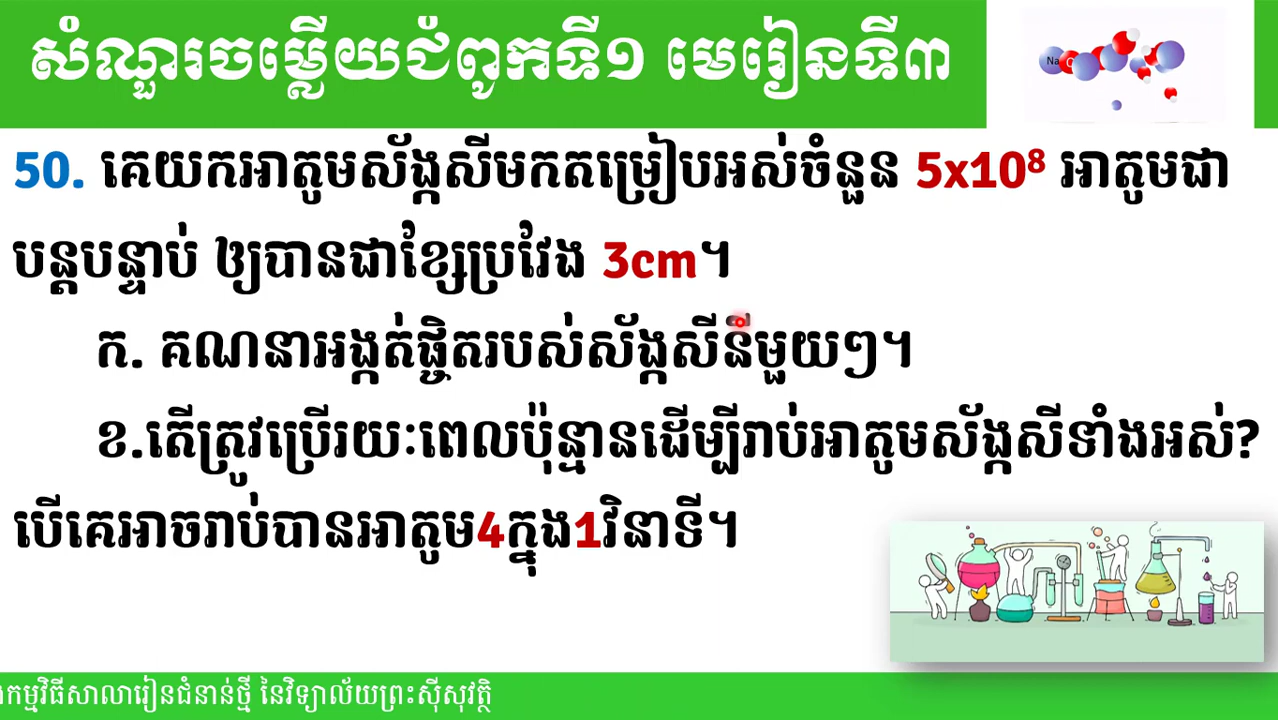 សំណួរចម្លើយជំពូកទី១ មេរៀនទី៣
Na
50. គេយកអាតូមស័ង្កសីមកតម្រៀបអស់ចំនួន 5x10⁸ អាតូមជា
បន្តបន្ទាប់ ឲ្យបានជាខ្សែប្រវែង 3cm។
ក. គណនាអង្កត់ផ្ចិតរបស់ស័ង្កសីនីមួយៗ។
ខ.តើត្រូវប្រើរយៈពេលប៉ុន្មានដើម្បីរាប់អាតូមស័ង្កសីទាំងអស់?
បើគេអាចរាប់បានអាតូម4ក្នុង1វិនាទី។
កម្មវិធីសាលារៀនជំនាន់ថ្មី នៃវិទ្យាល័យព្រះស៊ីសុវត្ថិ